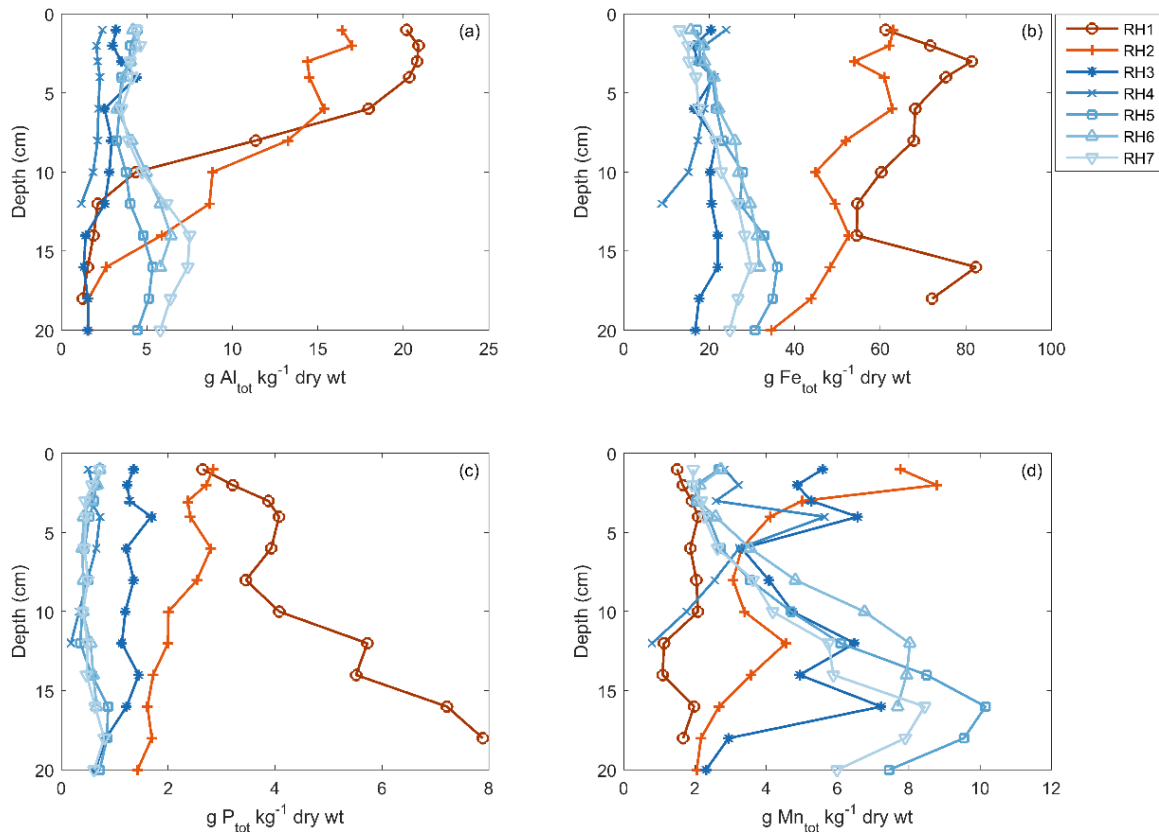 0
5
10
15
20
Depth (cm)
(a)
0 5 10 15 20 25
g Al_tot kg⁻¹ dry wt
0
5
10
15
20
Depth (cm)
(b)
0 20 40 60 80 100
g Fe_tot kg⁻¹ dry wt
RH1
RH2
RH3
RH4
RH5
RH6
RH7
0
5
10
15
20
Depth (cm)
(c)
0 2 4 6 8
g P_tot kg⁻¹ dry wt
0
5
10
15
20
Depth (cm)
(d)
0 2 4 6 8 10 12
g Mn_tot kg⁻¹ dry wt